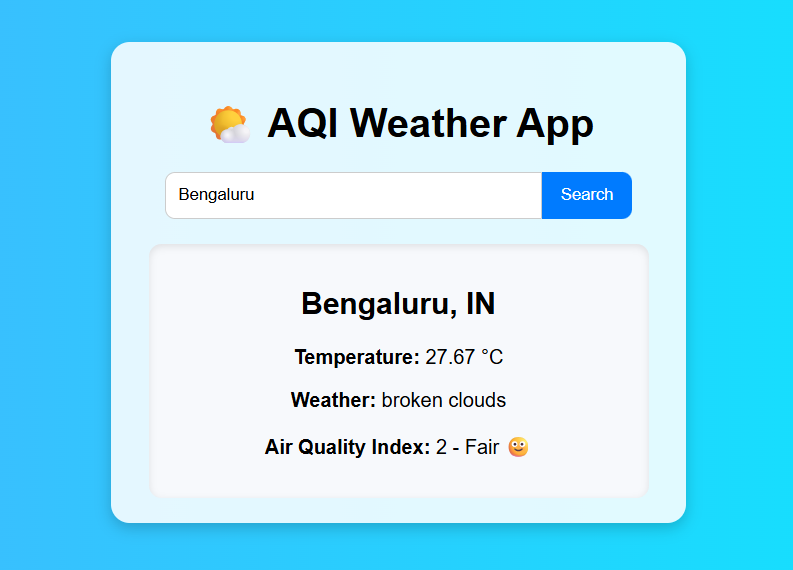 AQI Weather App
Bengaluru
Search
Bengaluru, IN
Temperature: 27.67 °C
Weather: broken clouds
Air Quality Index: 2 - Fair